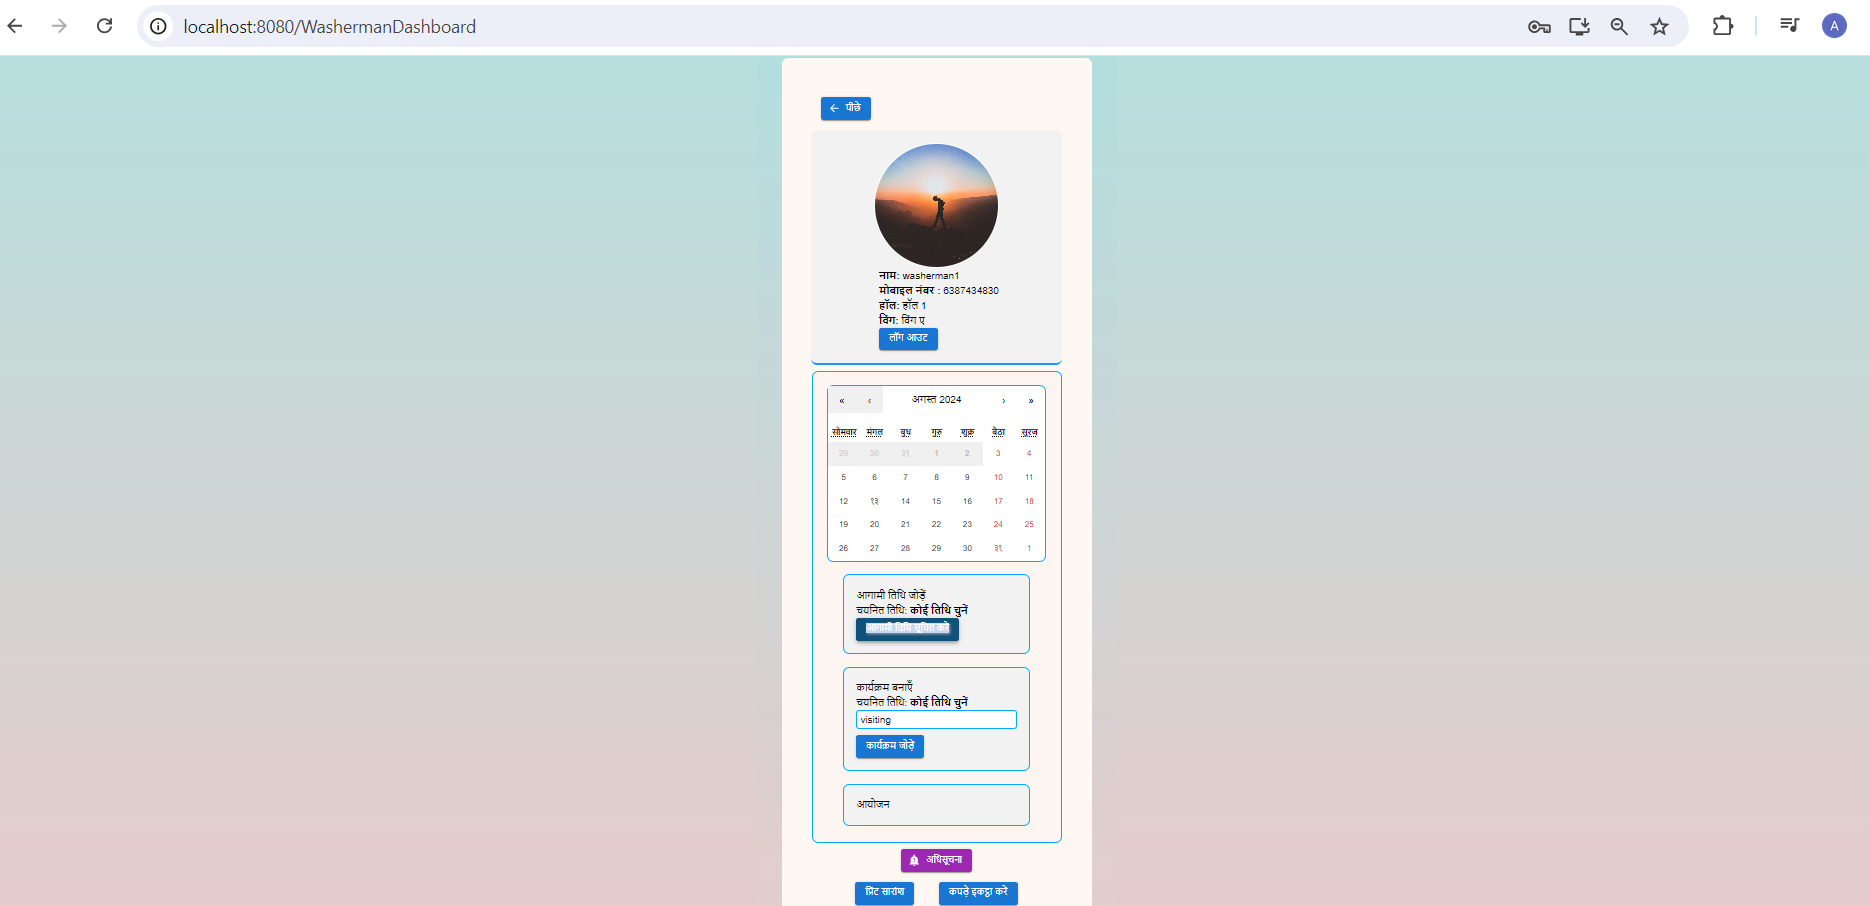 localhost:8080/WashermanDashboard
A
पीछे
नाम: washerman1
मोबाइल नंबर : 6387434830
हॉल: हॉल 1
विंग: विंग ए
लॉग आउट
« ‹ अगस्त 2024 › »
सोमवार मंगल बुध गुरु शुक्र बैठा सूरज
29 30 ३१ 1 2 3 4
5 6 7 8 9 10 11
12 १३ 14 15 16 17 18
19 20 21 22 23 24 25
26 27 28 29 30 ३१ 1
आगामी तिथि जोड़ें
चयनित तिथि: कोई तिथि चुनें
आगामी तिथि सूचित करे
कार्यक्रम बनाएँ
चयनित तिथि: कोई तिथि चुनें
visiting
कार्यक्रम जोड़े
आयोजन
अधिसूचना
प्रिंट सारांश
कपड़े इकट्ठा करे